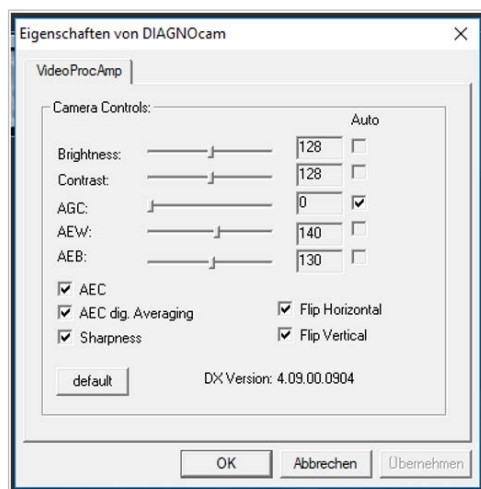 Eigenschaften von DIAGNOcam
VideoProcAmp
Camera Controls:
Auto
Brightness: 128
Contrast: 128
AGC: 0
AEW: 140
AEB: 130
AEC
AEC dig. Averaging
Flip Horizontal
Sharpness
Flip Vertical
default
DX Version: 4.09.00.0904
OK
Abbrechen
Übernehmen